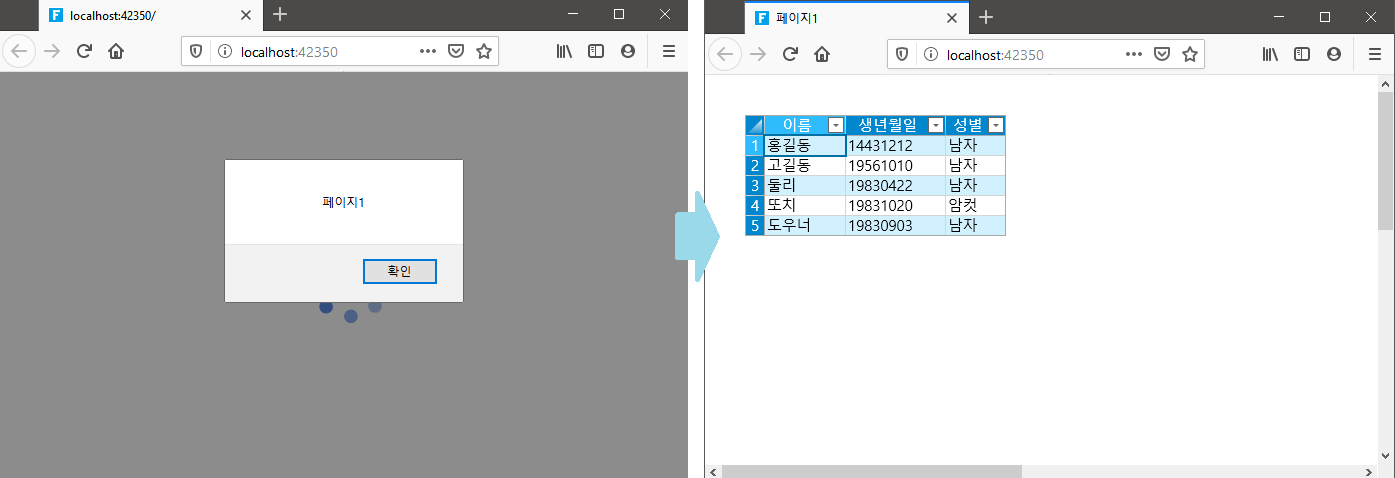 localhost:42350/
localhost:42350
페이지1
확인
페이지1
localhost:42350
이름 생년월일 성별
1 홍길동 14431212 남자
2 고길동 19561010 남자
3 둘리 19830422 남자
4 또치 19831020 암컷
5 도우너 19830903 남자